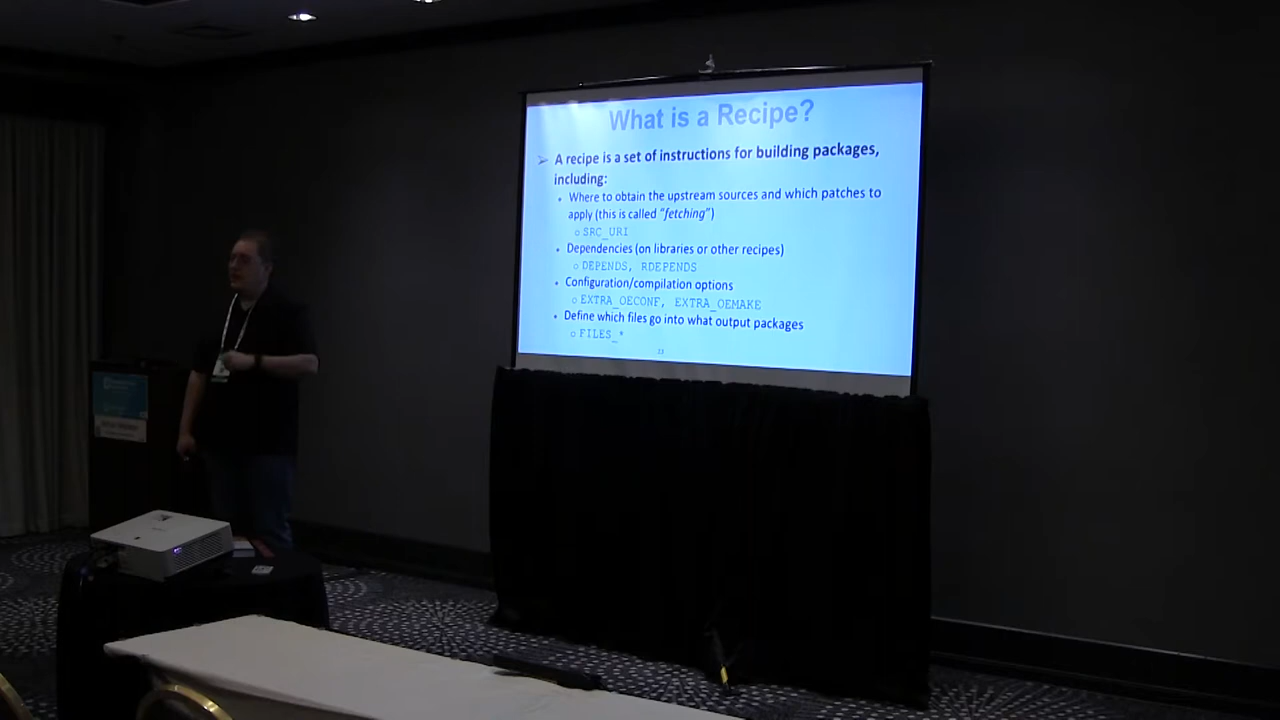 What is a Recipe?
➢ A recipe is a set of instructions for building packages,
including:
• Where to obtain the upstream sources and which patches to
apply (this is called “fetching”)
○ SRC_URI
• Dependencies (on libraries or other recipes)
○ DEPENDS, RDEPENDS
• Configuration/compilation options
○ EXTRA_OECONF, EXTRA_OEMAKE
• Define which files go into what output packages
○ FILES_*